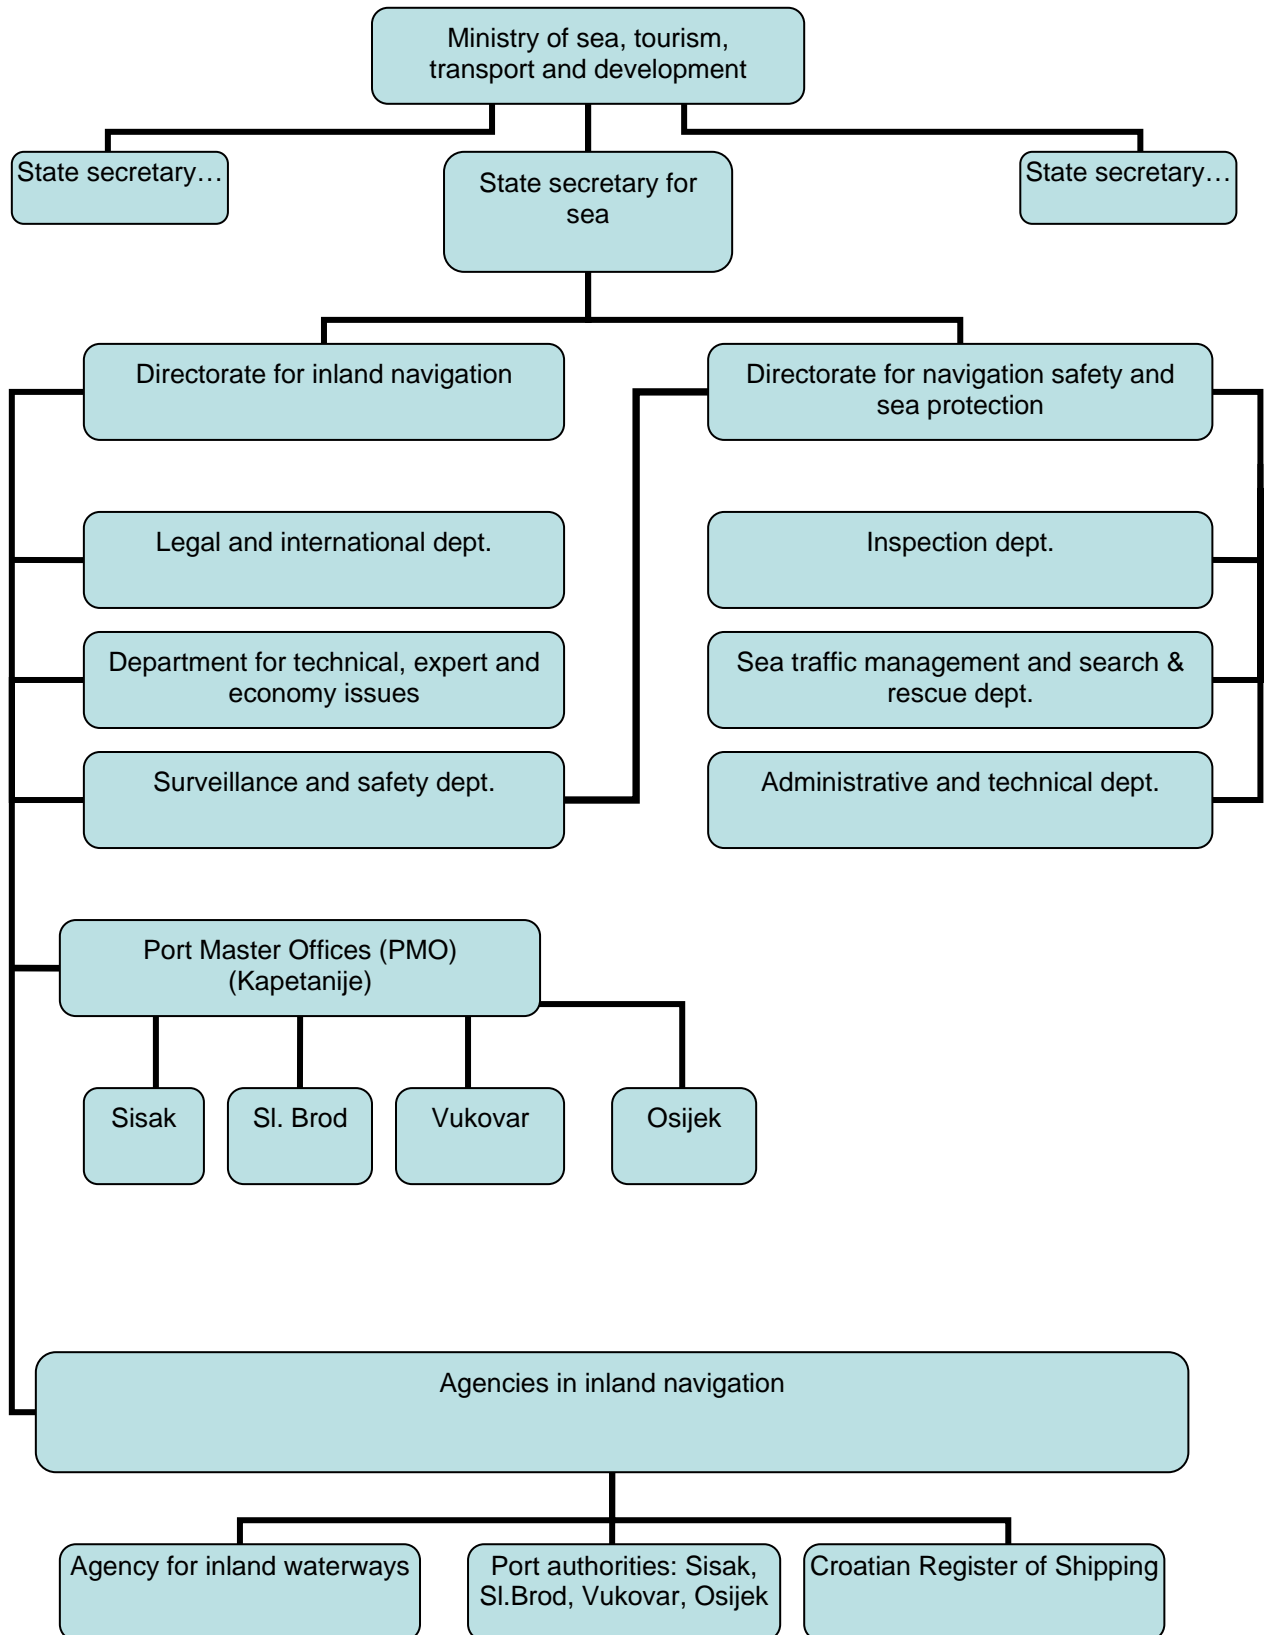 Ministry of sea, tourism,
transport and development
State secretary…
State secretary for
sea
State secretary…
Directorate for inland navigation
Directorate for navigation safety and
sea protection
Legal and international dept.
Inspection dept.
Department for technical, expert and
economy issues
Sea traffic management and search &
rescue dept.
Surveillance and safety dept.
Administrative and technical dept.
Port Master Offices (PMO)
(Kapetanije)
Sisak
Sl. Brod
Vukovar
Osijek
Agencies in inland navigation
Agency for inland waterways
Port authorities: Sisak,
Sl.Brod, Vukovar, Osijek
Croatian Register of Shipping